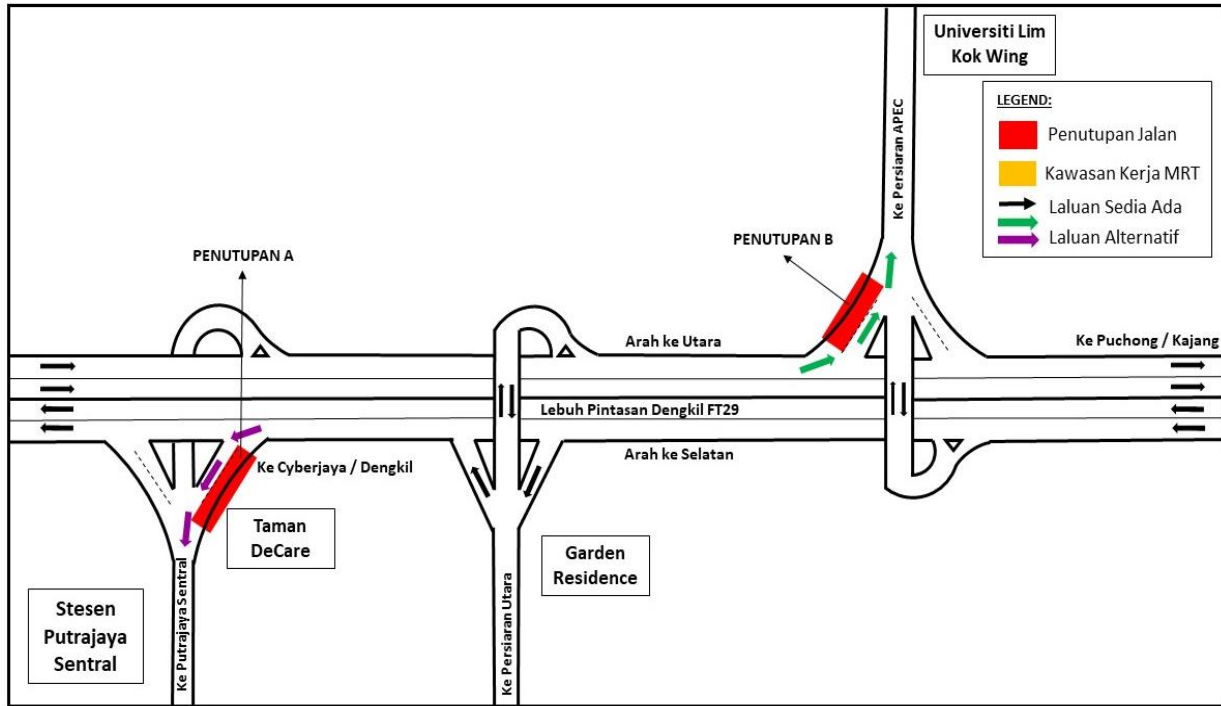 Universiti Lim
Kok Wing
LEGEND:
Penutupan Jalan
Kawasan Kerja MRT
Laluan Sedia Ada
Laluan Alternatif
Ke Persiaran APEC
PENUTUPAN A
PENUTUPAN B
Arah ke Utara
Ke Puchong / Kajang
Lebuh Pintasan Dengkil FT29
Arah ke Selatan
Ke Cyberjaya / Dengkil
Taman
DeCare
Garden
Residence
Stesen
Putrajaya
Sentral
Ke Putrajaya Sentral
Ke Persiaran Utara